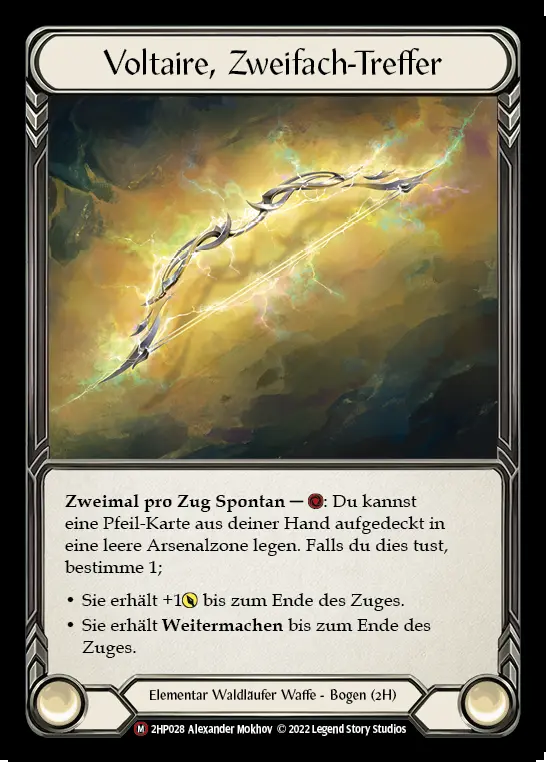 Voltaire, Zweifach-Treffer
Zweimal pro Zug Spontan — : Du kannst
eine Pfeil-Karte aus deiner Hand aufgedeckt in
eine leere Arsenalzone legen. Falls du dies tust,
bestimme 1;
• Sie erhält +1 bis zum Ende des Zuges.
• Sie erhält Weitermachen bis zum Ende des
Zuges.
Elementar Waldläufer Waffe - Bogen (2H)
M 2HP028 Alexander Mokhov © 2022 Legend Story Studios